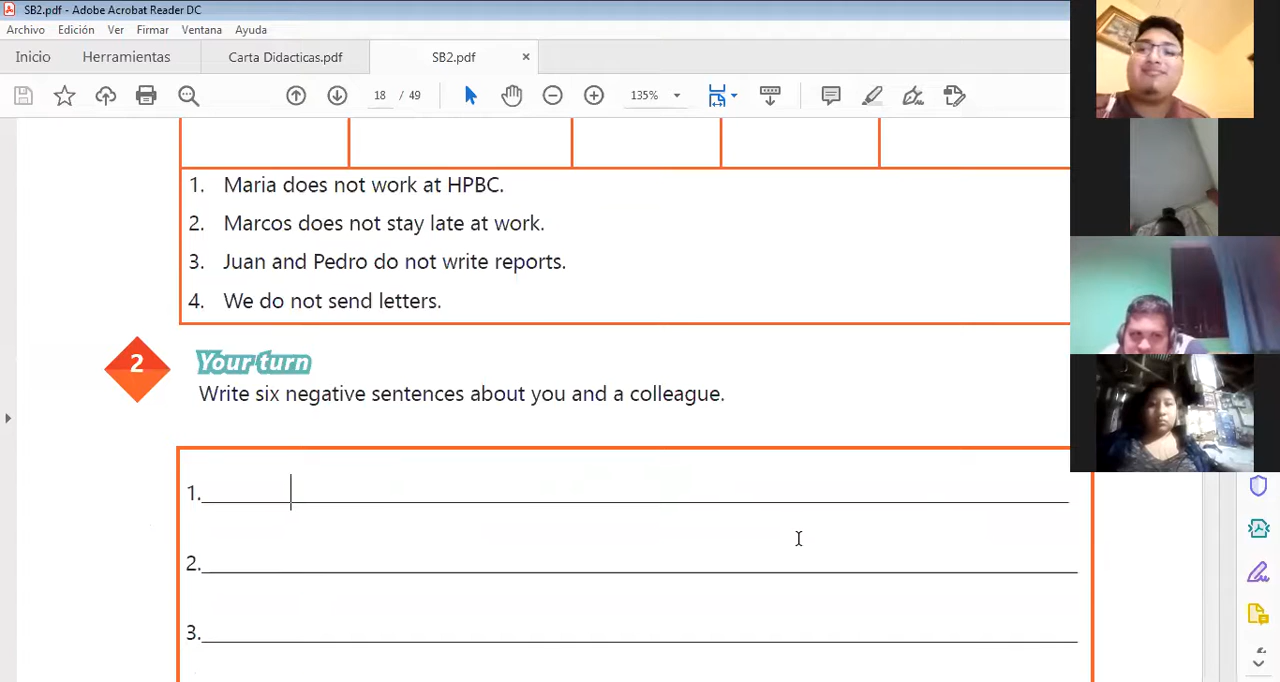 SB2.pdf - Adobe Acrobat Reader DC
Archivo Edición Ver Firmar Ventana Ayuda
Inicio Herramientas Carta Didacticas.pdf SB2.pdf ×
18 / 49 135%
1. Maria does not work at HPBC.
2. Marcos does not stay late at work.
3. Juan and Pedro do not write reports.
4. We do not send letters.
2 Your turn
Write six negative sentences about you and a colleague.
1.
2.
3.